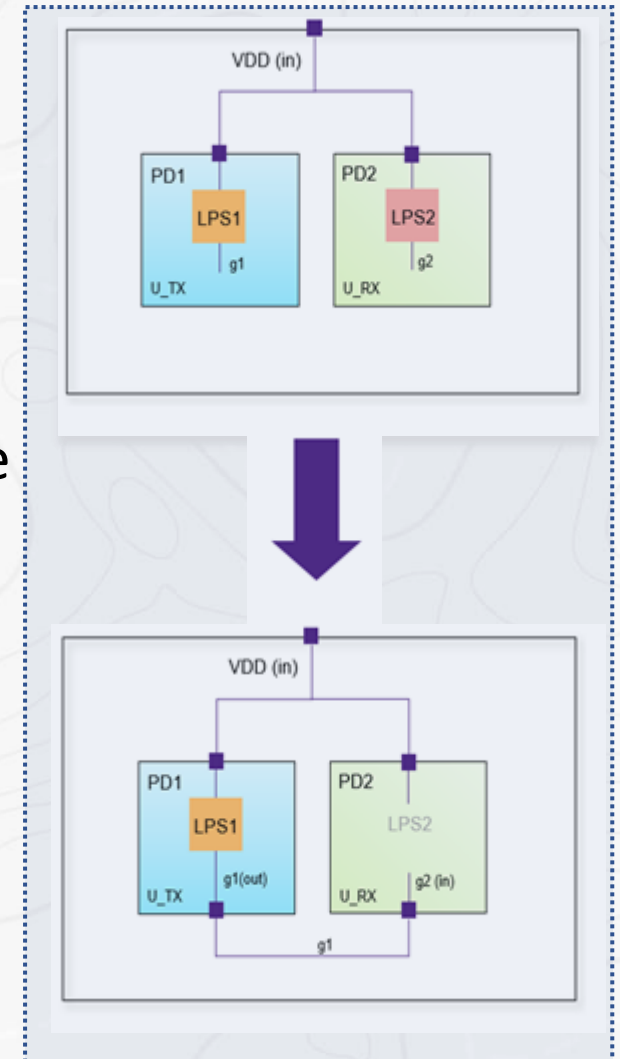 VDD (in)
PD1
LPS1
g1
U_TX
PD2
LPS2
g2
U_RX
e
VDD (in)
PD1
LPS1
g1(out)
U_TX
PD2
LPS2
g2 (in)
U_RX
g1